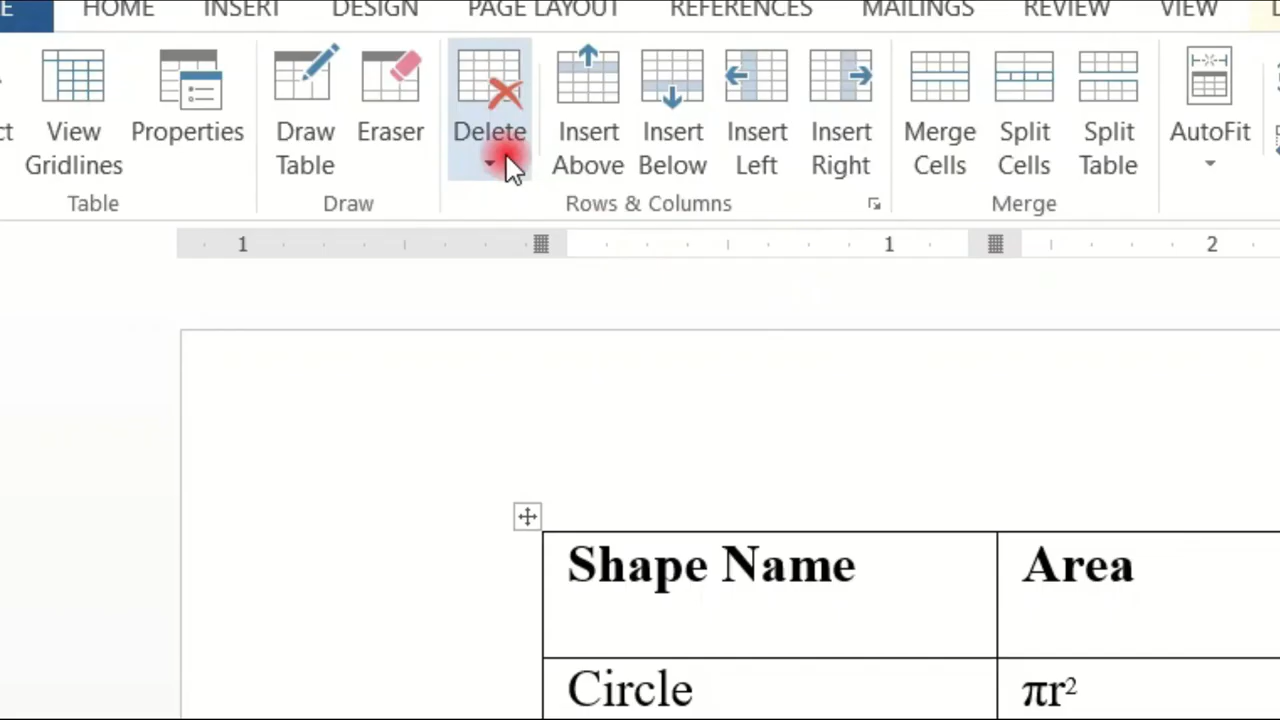 HOME INSERT DESIGN PAGE LAYOUT REFERENCES MAILINGS REVIEW VIEW
View Gridlines
Properties
Draw Table
Eraser
Delete
Insert Above
Insert Below
Insert Left
Insert Right
Merge Cells
Split Cells
Split Table
AutoFit
Table Draw Rows & Columns Merge
1 1 2
Shape Name Area
Circle πr²